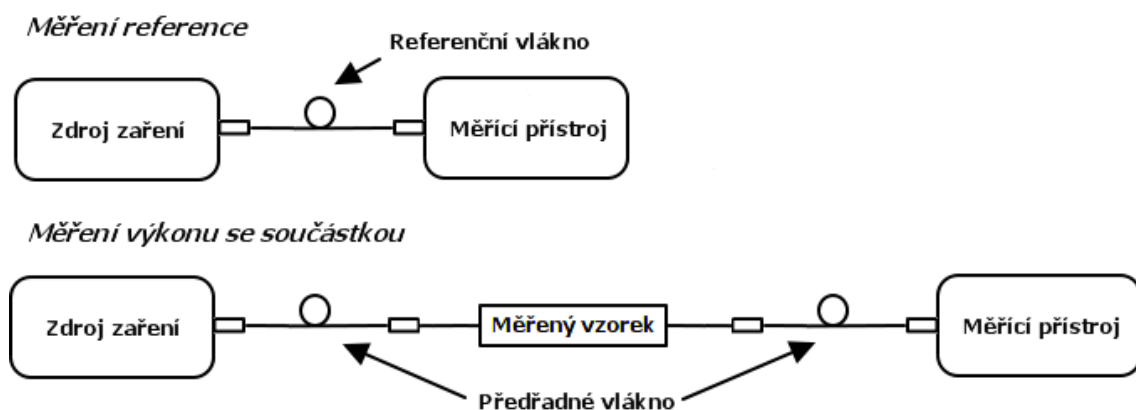 Měření reference
Referenční vlákno
Zdroj zaření
Měřící přístroj
Měření výkonu se součástkou
Zdroj zaření
Měřený vzorek
Měřící přístroj
Předřadné vlákno